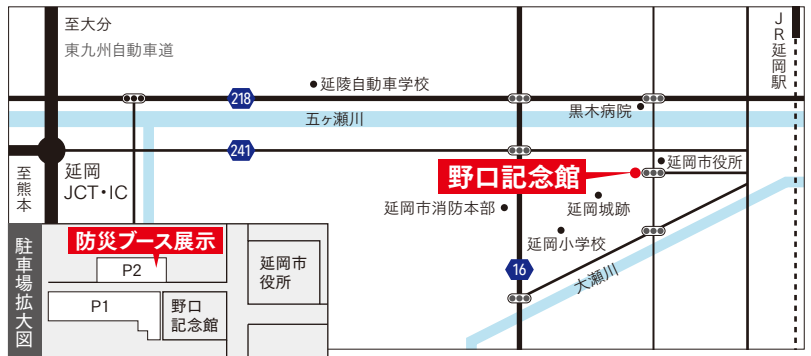 至大分
東九州自動車道
JR延岡駅
延陵自動車学校
218
黒木病院
五ヶ瀬川
241
延岡市役所
延岡
JCT・IC
至熊本
野口記念館
延岡市消防本部
延岡城跡
延岡小学校
16
大瀬川
駐車場拡大図
防災ブース展示
P2
P1
野口
記念館
延岡市
役所